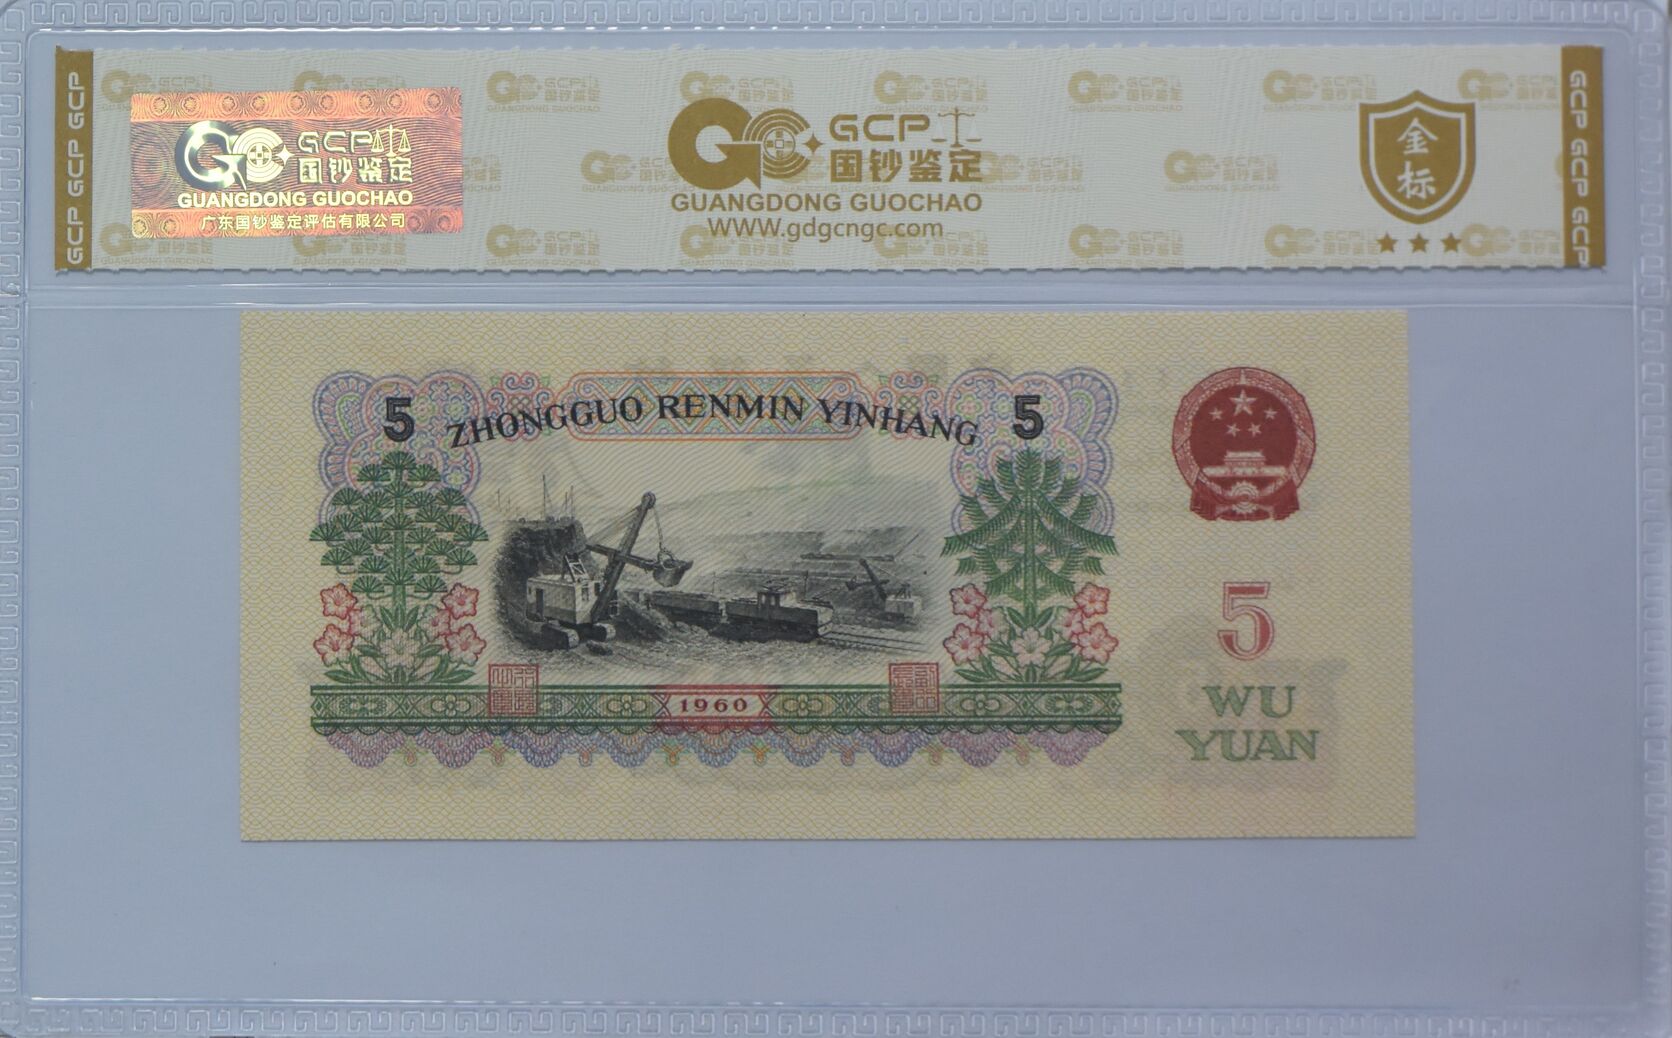 GCP GCP GCP
GCP
国钞鉴定
GUANGDONG GUOCHAO
广东国钞鉴定评估有限公司
GCP
国钞鉴定
GUANGDONG GUOCHAO
WWW.gdgcngc.com
金
标
GCP GCP GCP
5 ZHONGGUO RENMIN YINHANG 5
1960
5
WU
YUAN